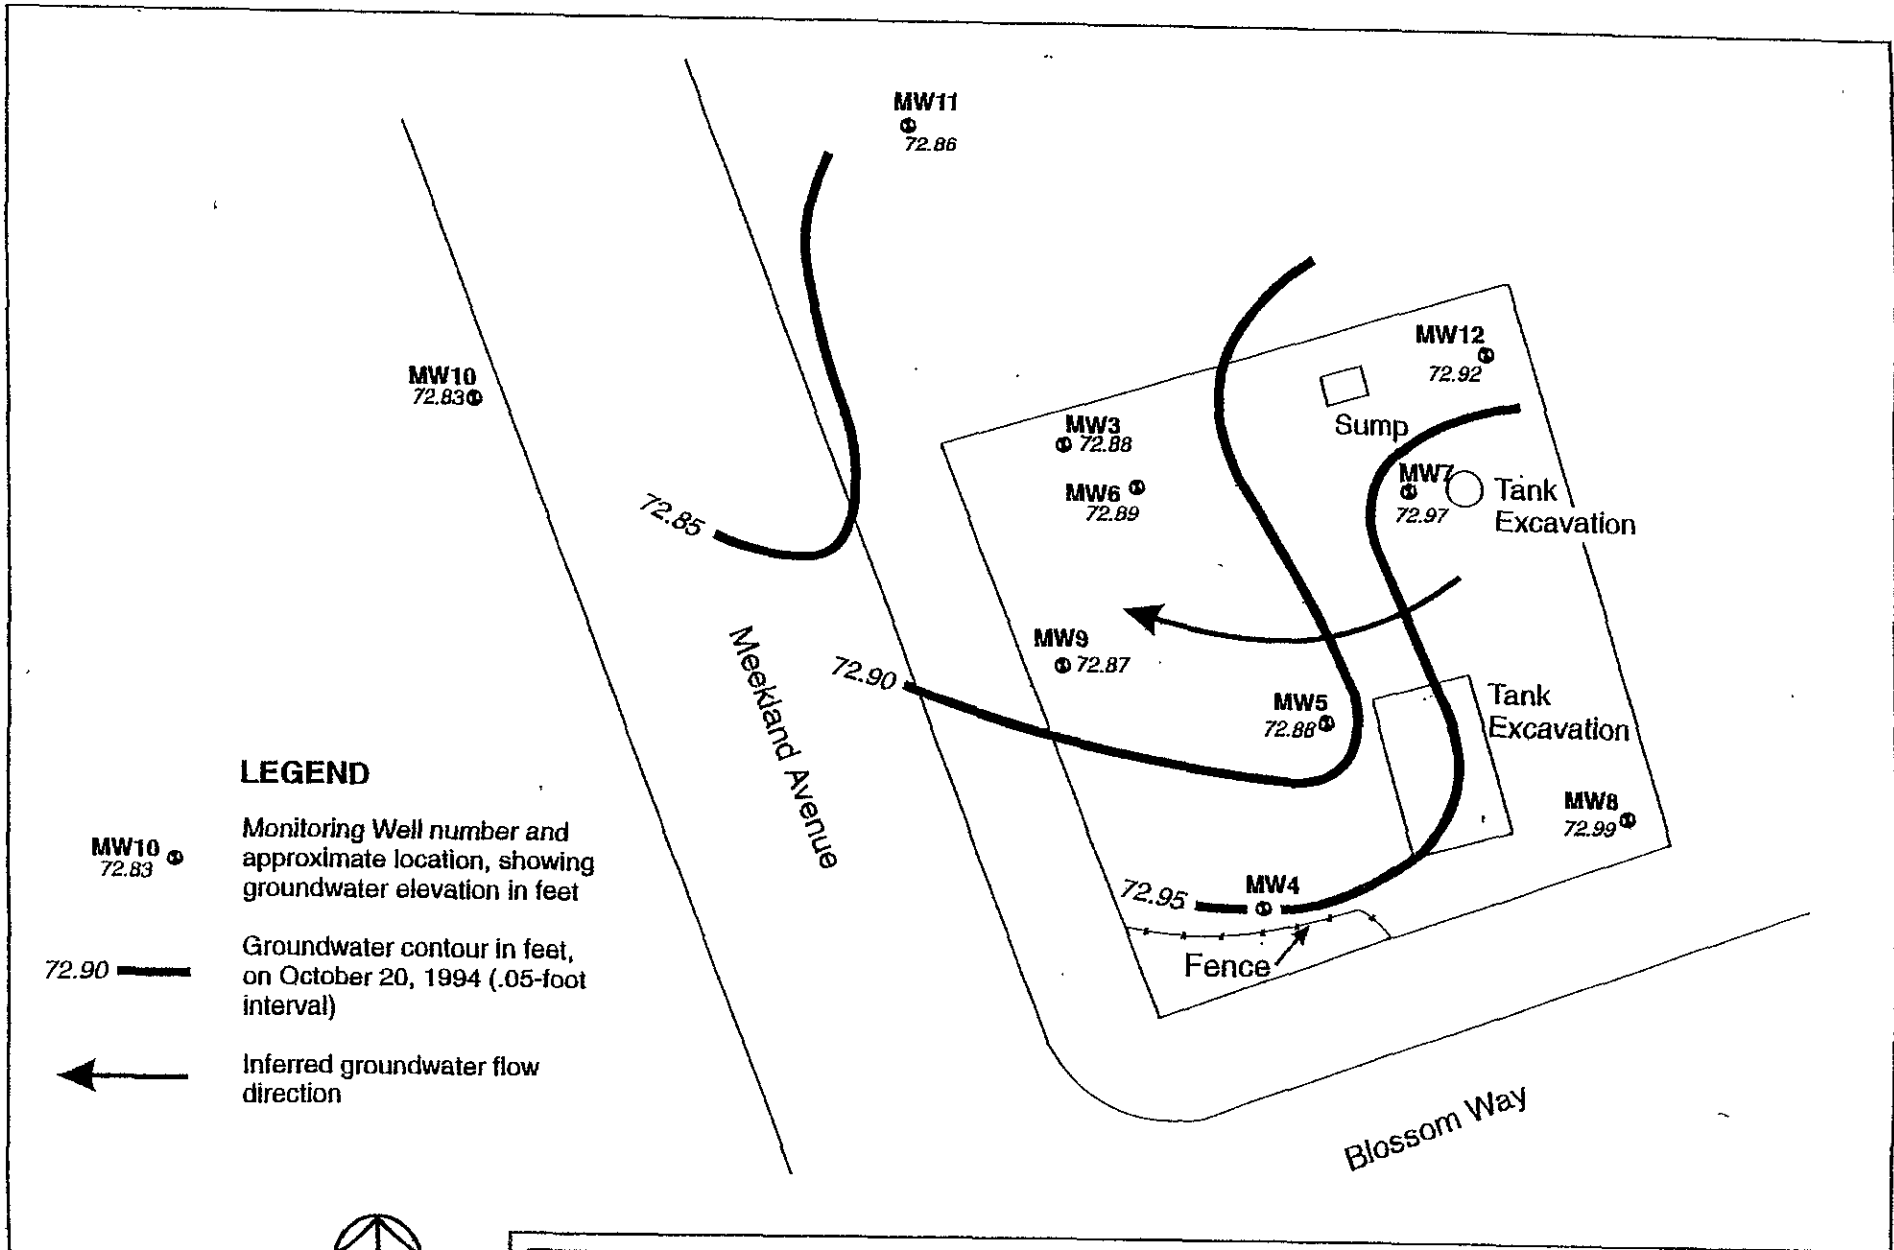 MW11
72.86
MW12
72.92
MW10
72.83
MW3
72.88
Sump
MW7
72.97
MW6
72.89
Tank
Excavation
72.85
MW9
72.87
72.90
Meekland Avenue
MW5
72.88
Tank
Excavation
MW8
72.99
72.95
MW4
Fence
Blossom Way
LEGEND
MW10
72.83
Monitoring Well number and
approximate location, showing
groundwater elevation in feet
72.90
Groundwater contour in feet,
on October 20, 1994 (.05-foot
interval)
Inferred groundwater flow
direction